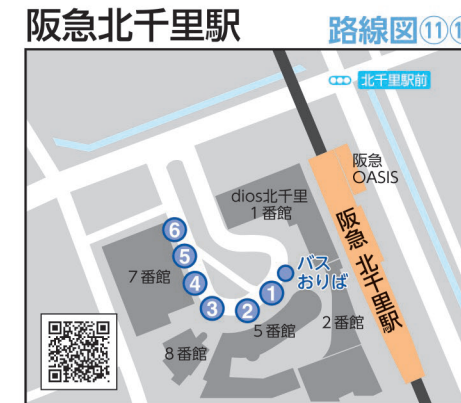 阪急北千里駅
路線図⑪
北千里駅前
阪急
OASIS
dios北千里
1番館
阪急 北千里駅
バス
おりば
6
5
4
3
2
1
7番館
5番館
2番館
8番館